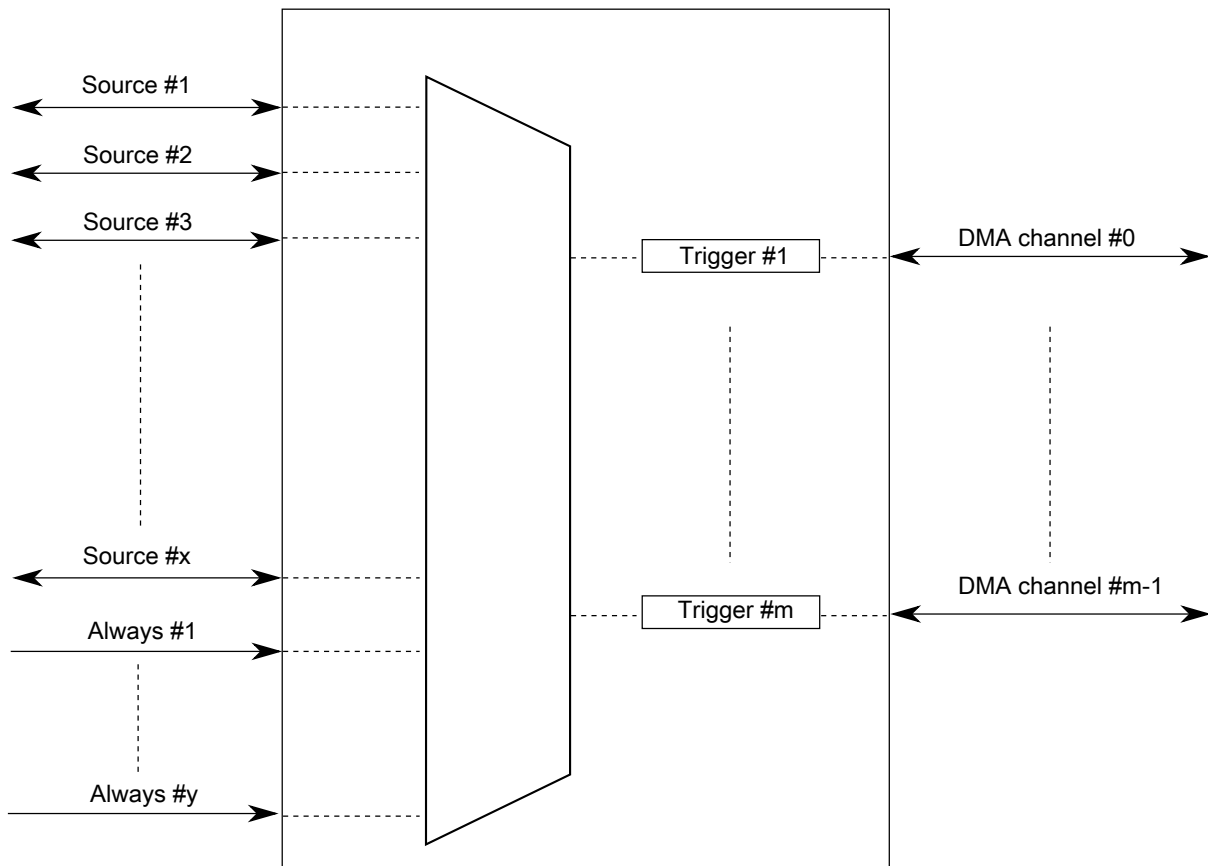 Source #1
Source #2
Source #3
Source #x
Always #1
Always #y
Trigger #1
Trigger #m
DMA channel #0
DMA channel #m-1